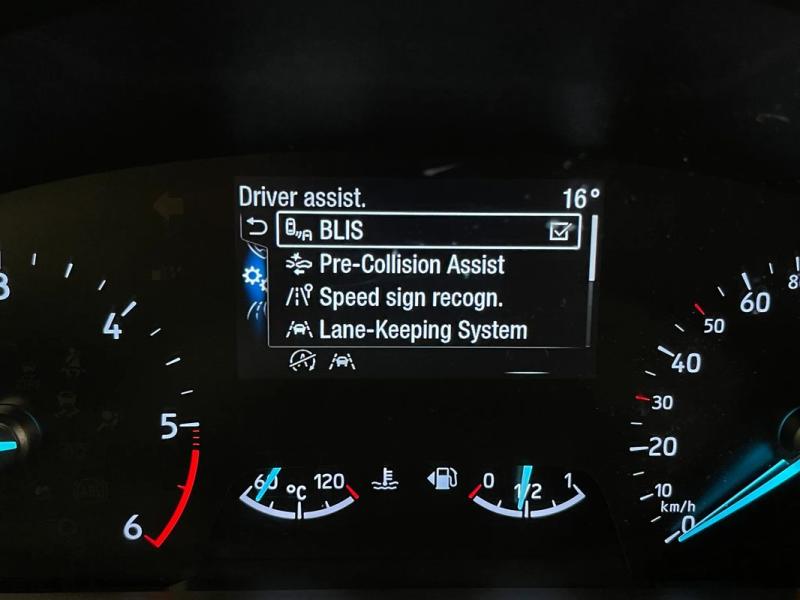 Driver assist. 16°
BLIS
Pre-Collision Assist
Speed sign recogn.
Lane-Keeping System
4
5
6
60 °C 120
0 1/2 1
60
50
40
30
20
10
km/h
0